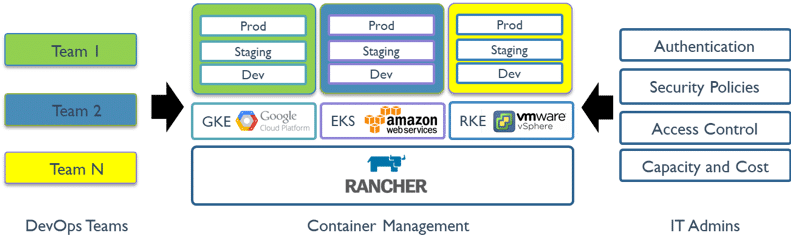 Team 1
Team 2
Team N
DevOps Teams
Prod
Staging
Dev
Prod
Staging
Dev
Prod
Staging
Dev
GKE Google
Cloud Platform
EKS amazon
web services
RKE vmware
vSphere
RANCHER
Container Management
Authentication
Security Policies
Access Control
Capacity and Cost
IT Admins